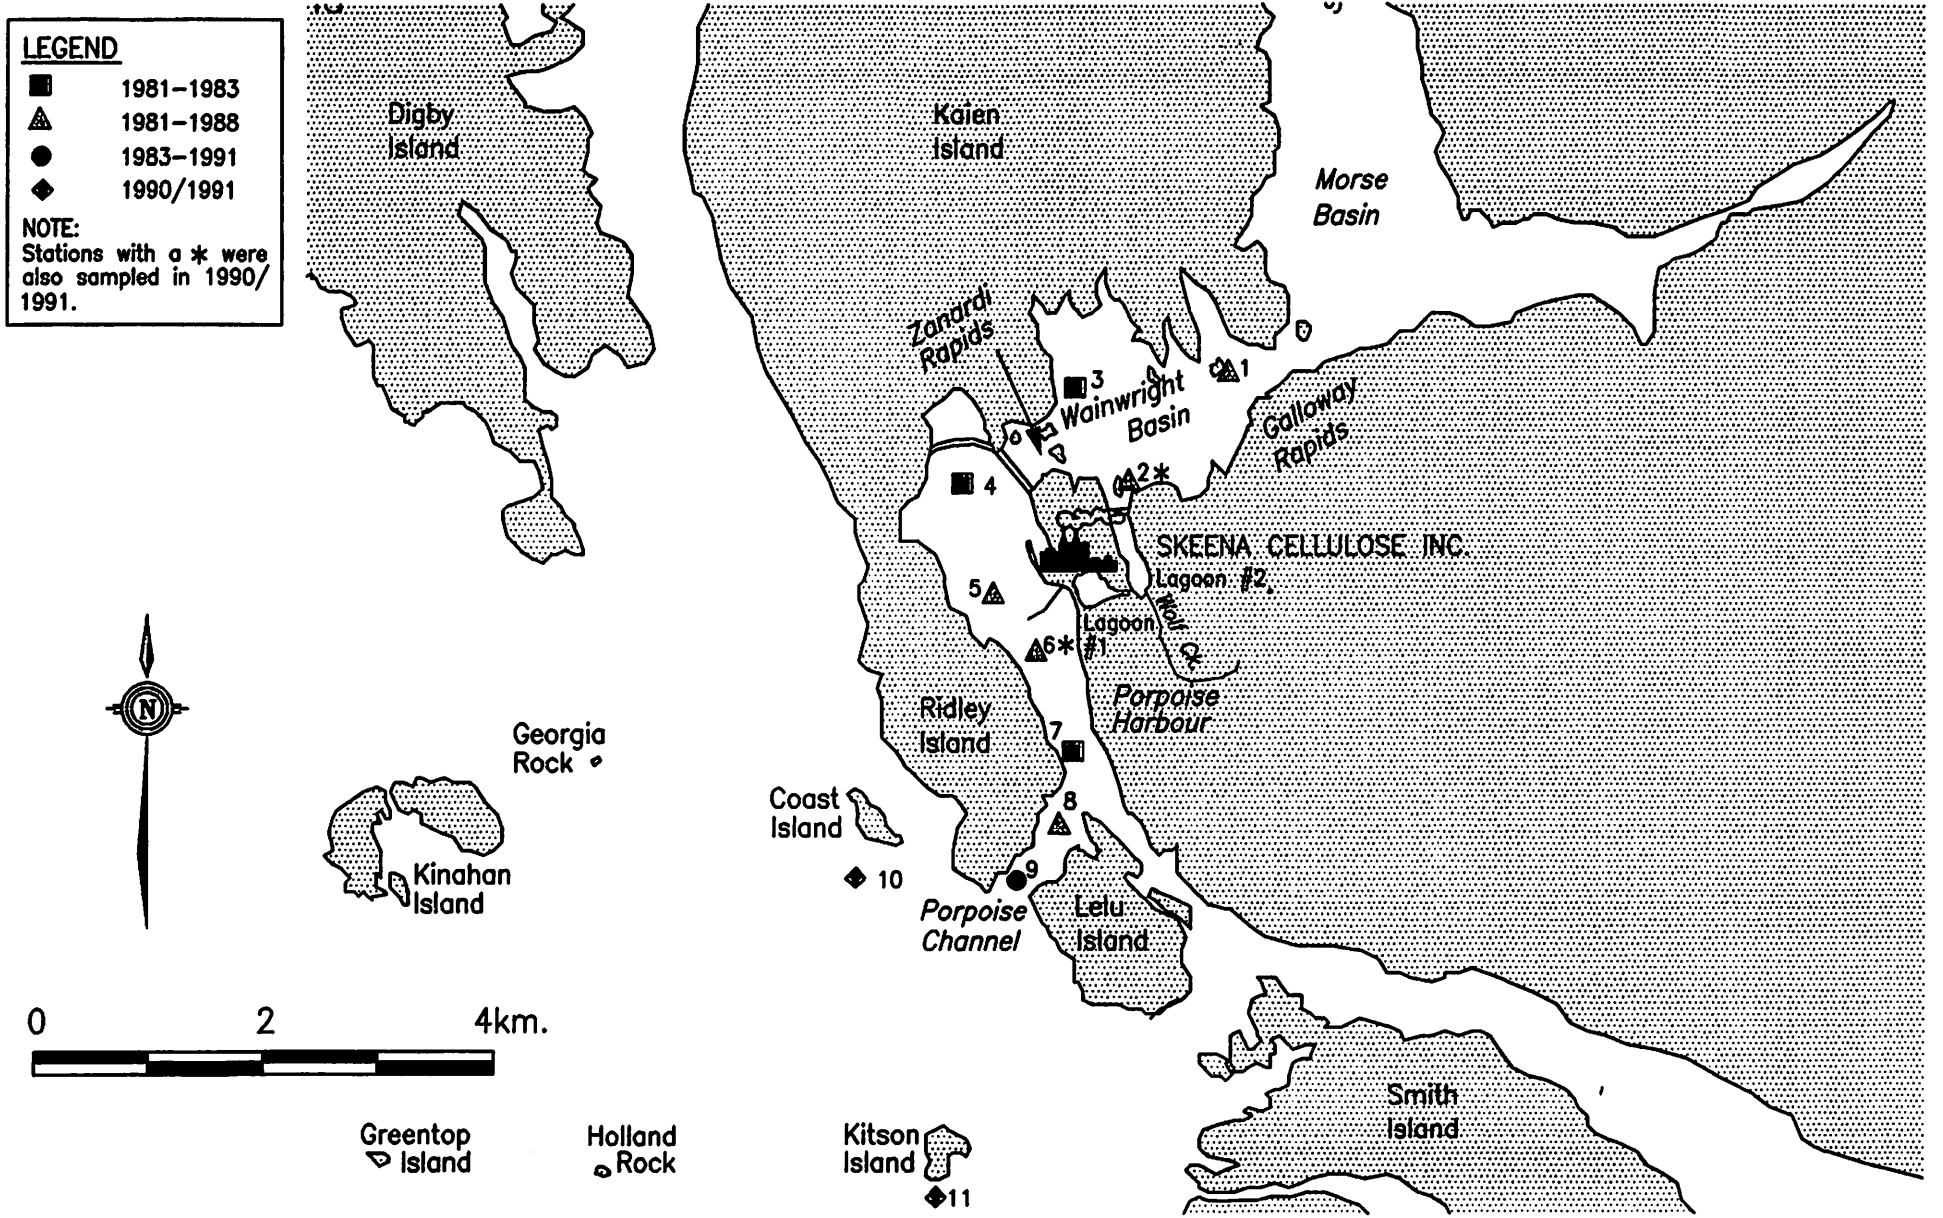 LEGEND
1981-1983
1981-1988
1983-1991
1990/1991
NOTE:
Stations with a * were
also sampled in 1990/
1991.
Digby
Island
Kaien
Island
Morse
Basin
Zanardi
Rapids
3
1
Wainwright
Basin
Galloway
Rapids
2*
4
SKEENA CELLULOSE INC.
Lagoon #2
Wolf Ck.
5
Lagoon
#1
6*
Porpoise
Harbour
Ridley
Island
7
N
Georgia
Rock
8
Coast
Island
9
10
Kinahan
Island
Porpoise
Channel
Lelu
Island
0 2 4km.
Smith
Island
Greentop
Island
Holland
Rock
Kitson
Island
11